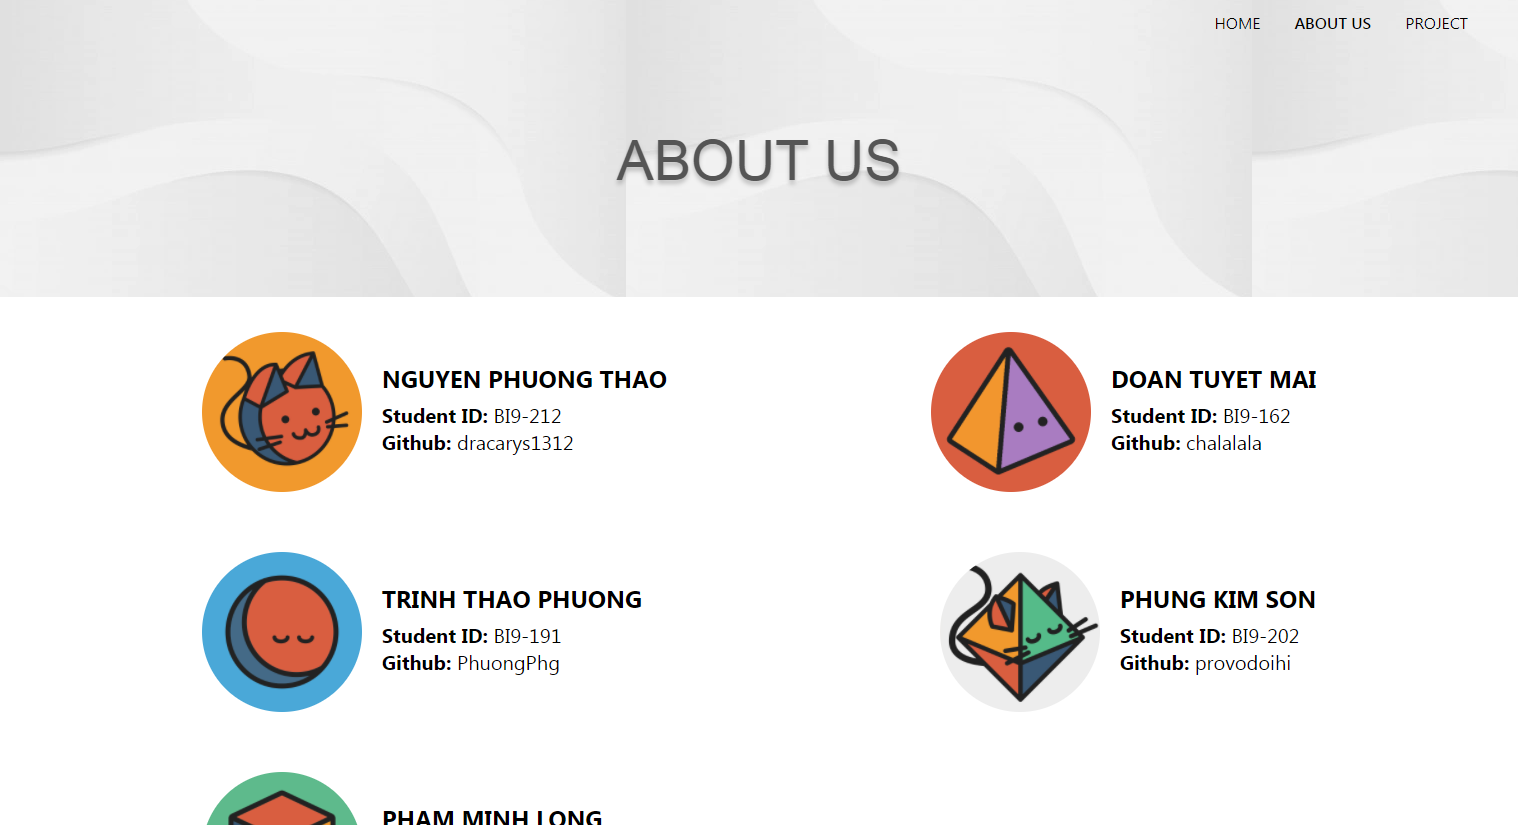 HOME ABOUT US PROJECT
ABOUT US
NGUYEN PHUONG THAO
Student ID: BI9-212
Github: dracarys1312
DOAN TUYET MAI
Student ID: BI9-162
Github: chalalala
TRINH THAO PHUONG
Student ID: BI9-191
Github: PhuongPhg
PHUNG KIM SON
Student ID: BI9-202
Github: provodoihi
PHAM MINH LONG